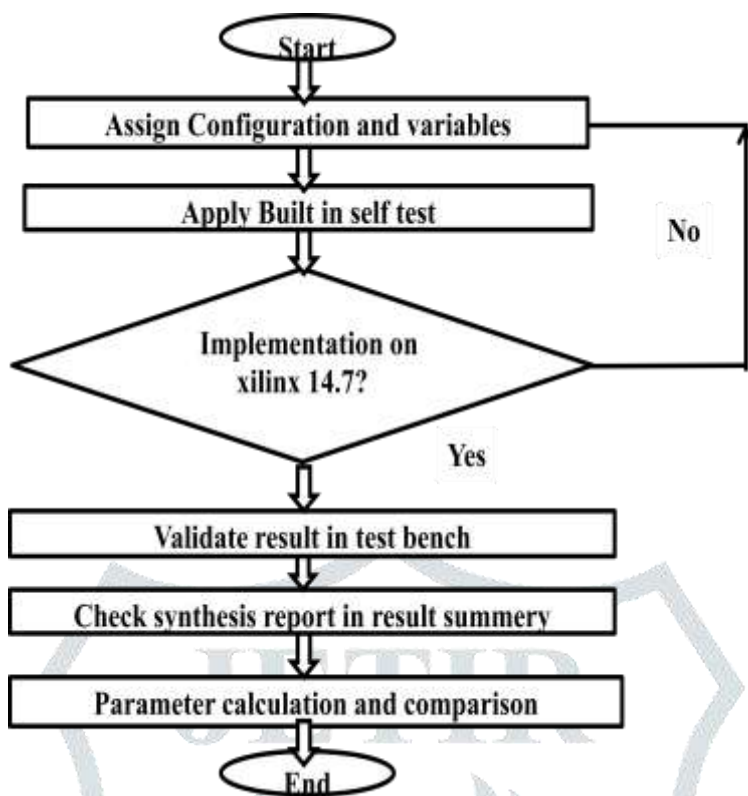 Start
Assign Configuration and variables
Apply Built in self test
No
Implementation on
xilinx 14.7?
Yes
Validate result in test bench
Check synthesis report in result summery
JETIR
Parameter calculation and comparison
End